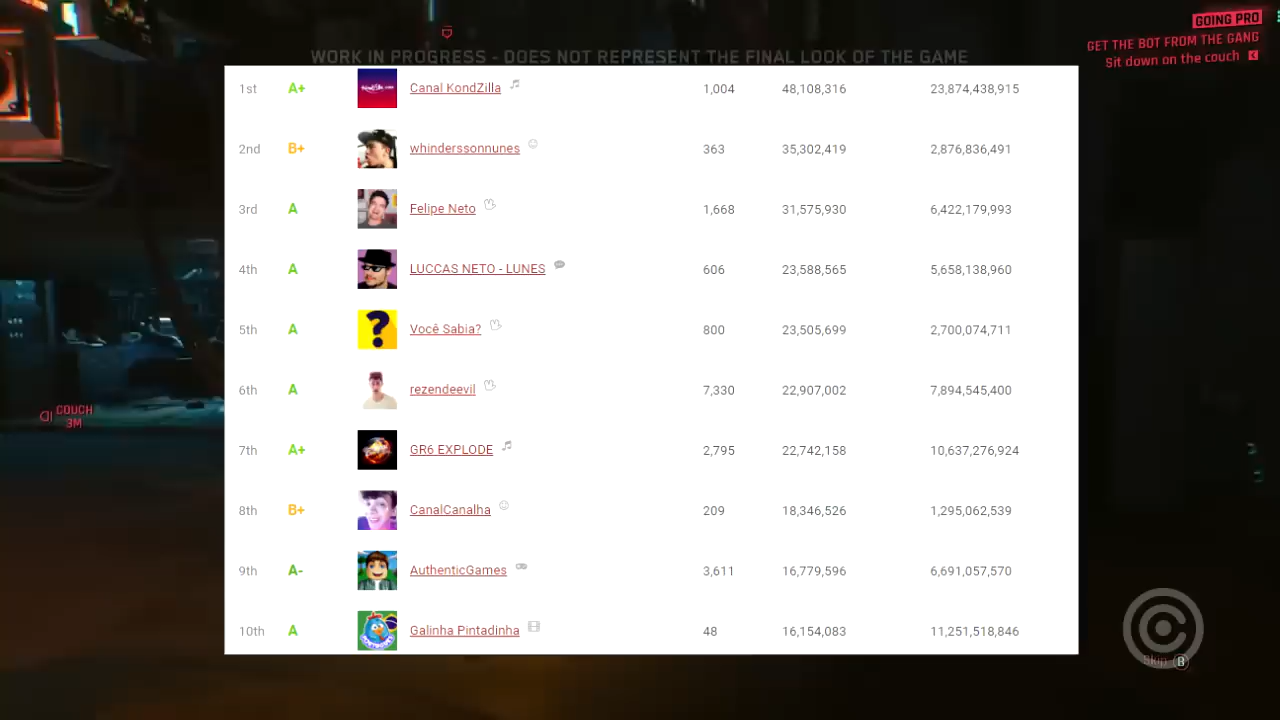 GOING PRO
WORK IN PROGRESS - DOES NOT REPRESENT THE FINAL LOOK OF THE GAME
GET THE BOT FROM THE GANG
Sit down on the couch
1st A+ Canal KondZilla 1,004 48,108,316 23,874,438,915
2nd B+ whinderssonnunes 363 35,302,419 2,876,836,491
3rd A Felipe Neto 1,668 31,575,930 6,422,179,993
4th A LUCCAS NETO - LUNES 606 23,588,565 5,658,138,960
5th A Você Sabia? 800 23,505,699 2,700,074,711
6th A rezendeevil 7,330 22,907,002 7,894,545,400
COUCH
3M
7th A+ GR6 EXPLODE 2,795 22,742,158 10,637,276,924
8th B+ CanalCanalha 209 18,346,526 1,295,062,539
9th A- AuthenticGames 3,611 16,779,596 6,691,057,570
10th A Galinha Pintadinha 48 16,154,083 11,251,518,846
Skip B